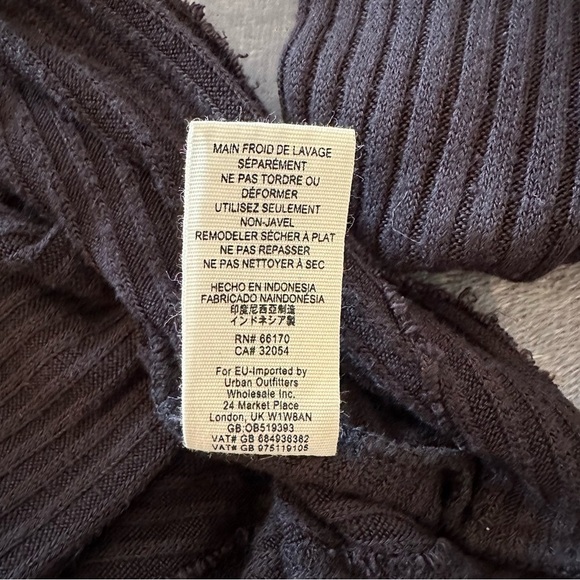 MAIN FROID DE LAVAGE
SÉPARÉMENT
NE PAS TORDRE OU
DÉFORMER
UTILISEZ SEULEMENT
NON-JAVEL
REMODELER SÈCHER À PLAT
NE PAS REPASSER
NE PAS NETTOYER À SEC
HECHO EN INDONESIA
FABRICADO NAINDONÉSIA
印度尼西亞制造
インドネシア製
RN# 66170
CA# 32054
For EU-Imported by
Urban Outfitters
Wholesale Inc.
24 Market Place
London, UK W1W8AN
GB:OB519393
VAT# GB 684936382
VAT# GB 975119105